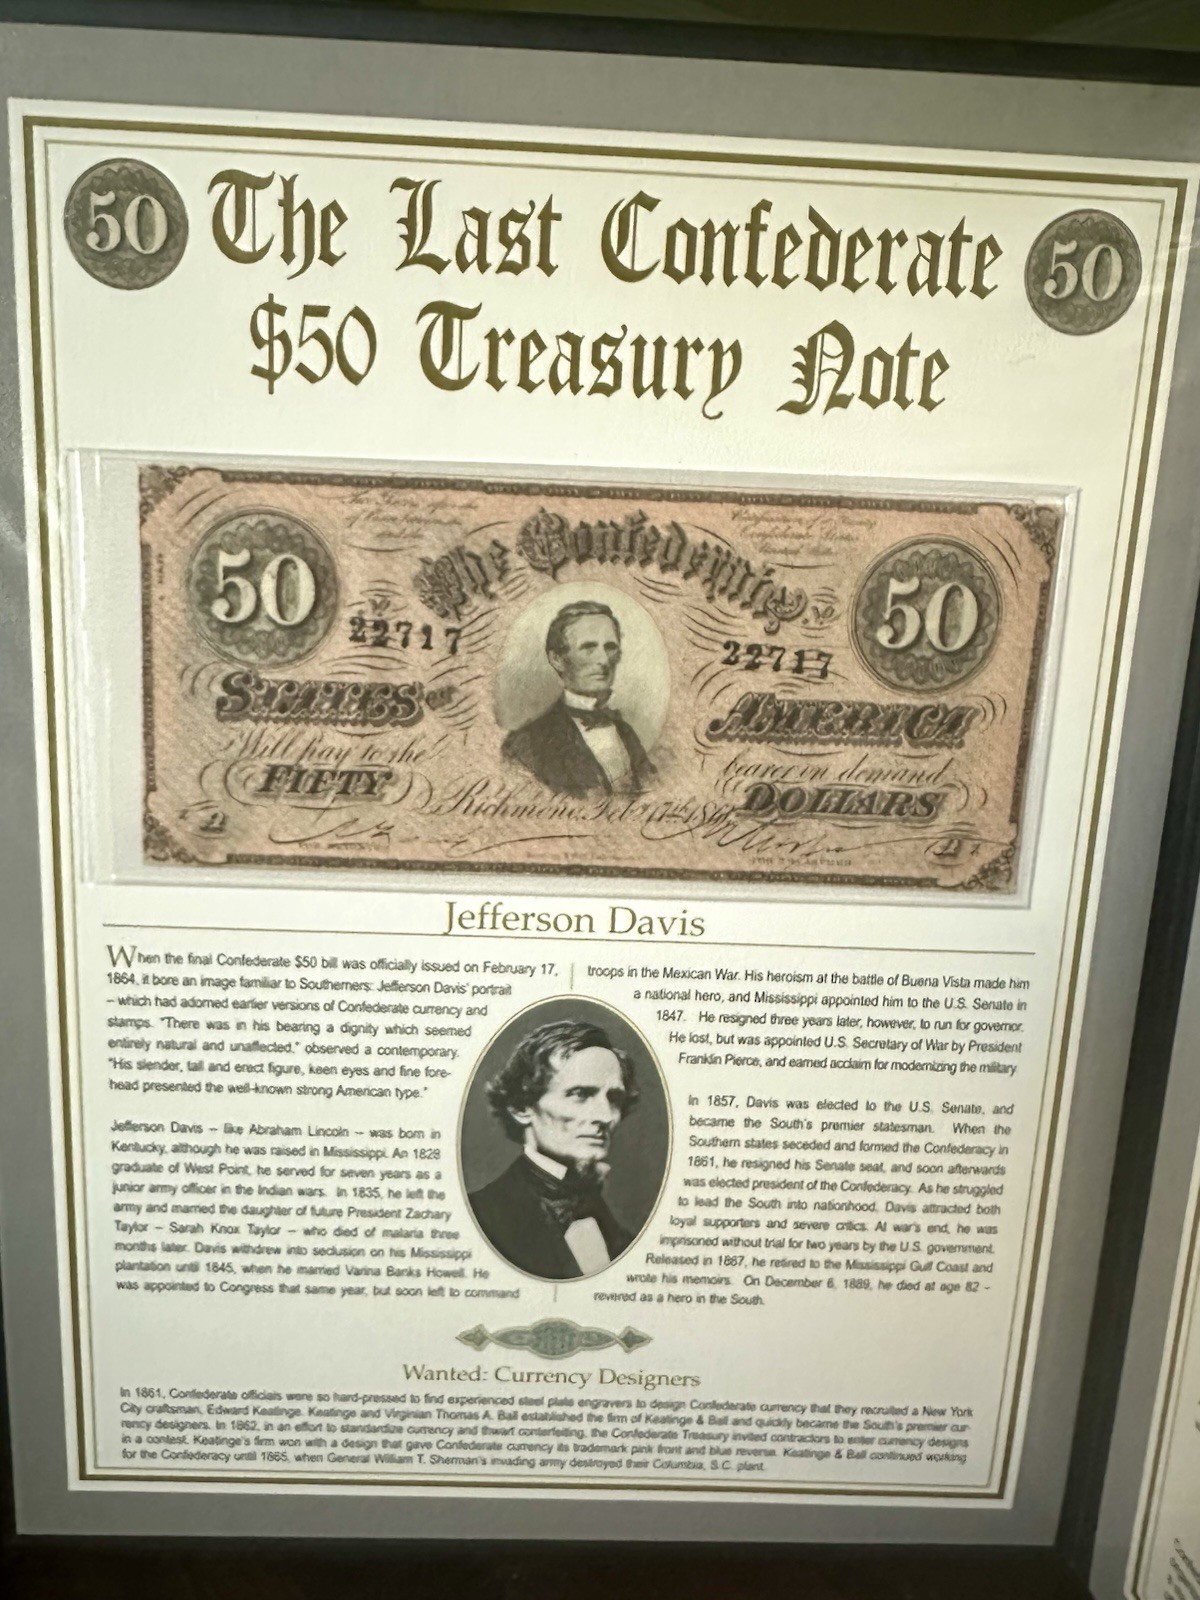 50
The Last Confederate
50
$50 Treasury Note
The Confederate
50
50
22717
22717
STATES OF
AMERICA
Will pay to the
bearer on demand
FIFTY
DOLLARS
Richmond Feb 17th 1864
Jefferson Davis
When the final Confederate $50 bill was officially issued on February 17,
1864, it bore an image familiar to Southerners: Jefferson Davis' portrait
– which had adorned earlier versions of Confederate currency and
stamps. "There was in his bearing a dignity which seemed
entirely natural and unaffected," observed a contemporary.
"His slender, tall and erect figure, keen eyes and fine fore-
head presented the well-known strong American type."
Jefferson Davis – like Abraham Lincoln – was born in
Kentucky, although he was raised in Mississippi. An 1828
graduate of West Point, he served for seven years as a
junior army officer in the Indian wars. In 1835, he left the
army and married the daughter of future President Zachary
Taylor – Sarah Knox Taylor – who died of malaria three
months later. Davis withdrew into seclusion on his Mississippi
plantation until 1845, when he married Varina Banks Howell. He
was appointed to Congress that same year, but soon left to command
troops in the Mexican War. His heroism at the battle of Buena Vista made him
a national hero, and Mississippi appointed him to the U.S. Senate in
1847. He resigned three years later, however, to run for governor.
He lost, but was appointed U.S. Secretary of War by President
Franklin Pierce, and earned acclaim for modernizing the military.
In 1857, Davis was elected to the U.S. Senate, and
became the South's premier statesman. When the
Southern states seceded and formed the Confederacy in
1861, he resigned his Senate seat, and soon afterwards
was elected president of the Confederacy. As he struggled
to lead the South into nationhood, Davis attracted both
loyal supporters and severe critics. At war's end, he was
imprisoned without trial for two years by the U.S. government.
Released in 1867, he retired to the Mississippi Gulf Coast and
wrote his memoirs. On December 6, 1889, he died at age 82 –
revered as a hero in the South.
Wanted: Currency Designers
In 1861, Confederate officials were so hard-pressed to find experienced steel plate engravers to design Confederate currency that they recruited a New York
City craftsman, Edward Keatinge. Keatinge and Virginian Thomas A. Ball established the firm of Keatinge & Ball and quickly became the South's premier cur-
rency designers. In 1862, in an effort to standardize currency and thwart conterfeiting, the Confederate Treasury invited contractors to enter currency designs
in a contest. Keatinge's firm won with a design that gave Confederate currency its trademark pink front and blue reverse. Keatinge & Ball continued working
for the Confederacy until 1865, when General William T. Sherman's invading army destroyed their Columbia, S.C. plant.